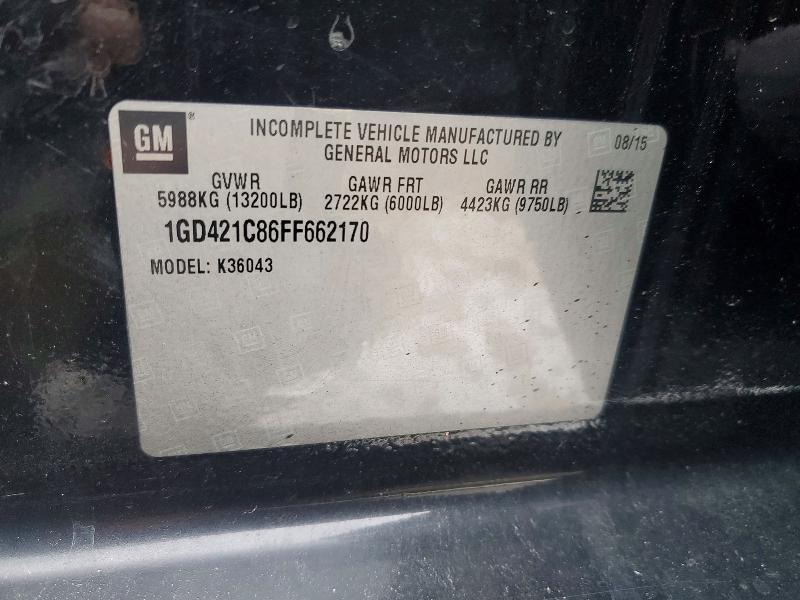 GM ®
INCOMPLETE VEHICLE MANUFACTURED BY
GENERAL MOTORS LLC
08/15
GVWR GAWR FRT GAWR RR
5988KG (13200LB) 2722KG (6000LB) 4423KG (9750LB)
1GD421C86FF662170
MODEL: K36043